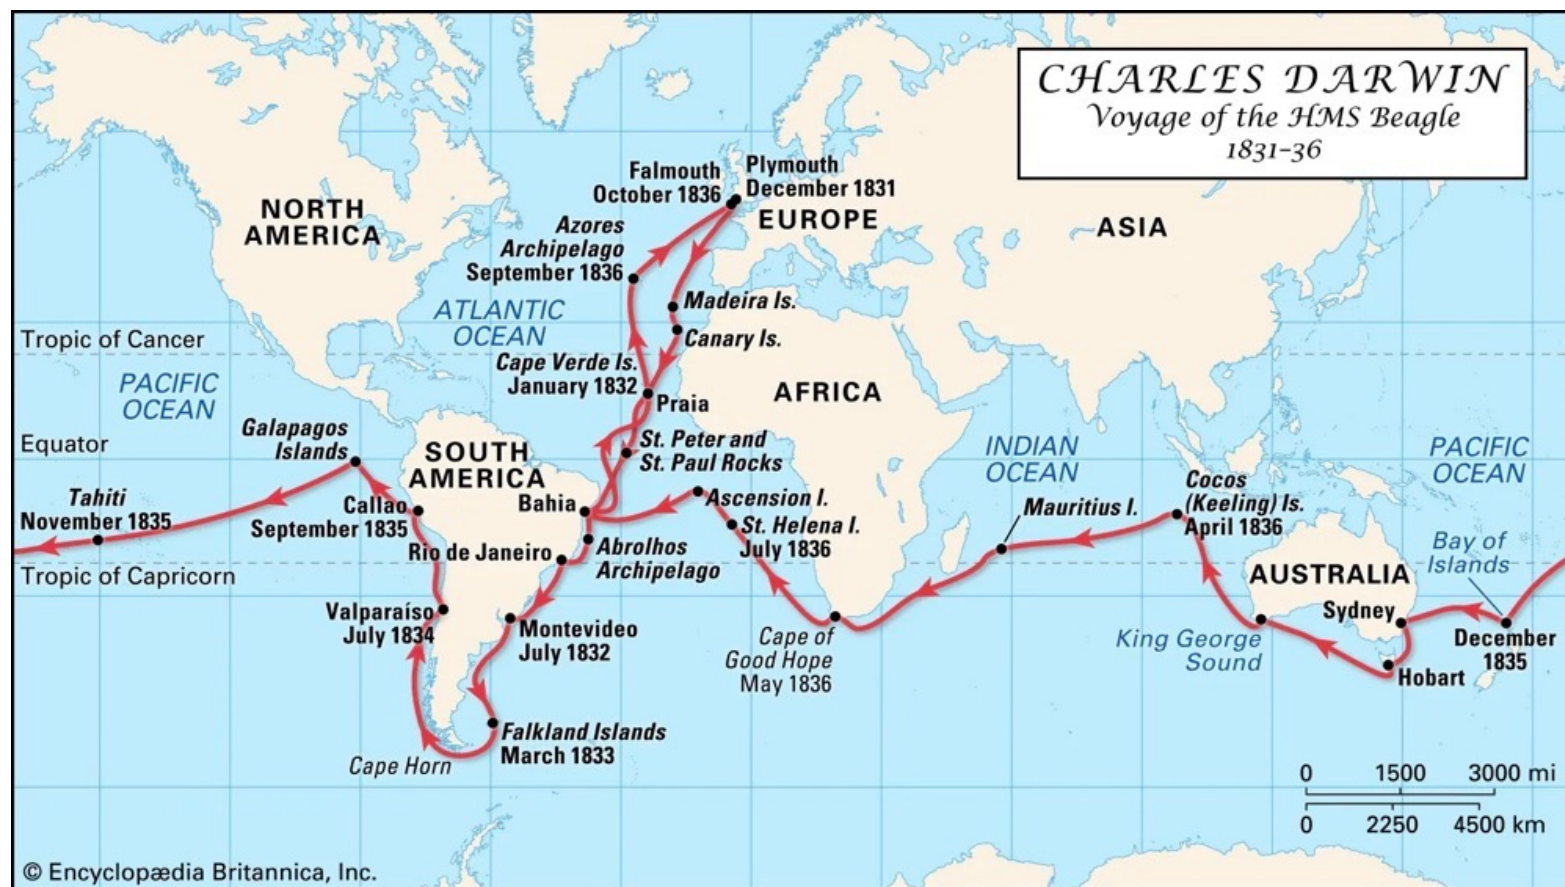 CHARLES DARWIN
Voyage of the HMS Beagle
1831–36
Falmouth
October 1836
Plymouth
December 1831
NORTH
AMERICA
EUROPE
ASIA
Azores
Archipelago
September 1836
ATLANTIC
OCEAN
Madeira Is.
Canary Is.
Tropic of Cancer
Cape Verde Is.
January 1832
PACIFIC
OCEAN
AFRICA
Praia
Galapagos
Islands
Equator
SOUTH
AMERICA
St. Peter and
St. Paul Rocks
INDIAN
OCEAN
PACIFIC
OCEAN
Tahiti
November 1835
Callao
September 1835
Bahia
Ascension I.
St. Helena I.
July 1836
Mauritius I.
Cocos
(Keeling) Is.
April 1836
Rio de Janeiro
Abrolhos
Archipelago
Bay of
Islands
Tropic of Capricorn
AUSTRALIA
Valparaíso
July 1834
Montevideo
July 1832
Cape of
Good Hope
May 1836
King George
Sound
Sydney
December
1835
Hobart
Falkland Islands
March 1833
Cape Horn
0 1500 3000 mi
0 2250 4500 km
© Encyclopædia Britannica, Inc.